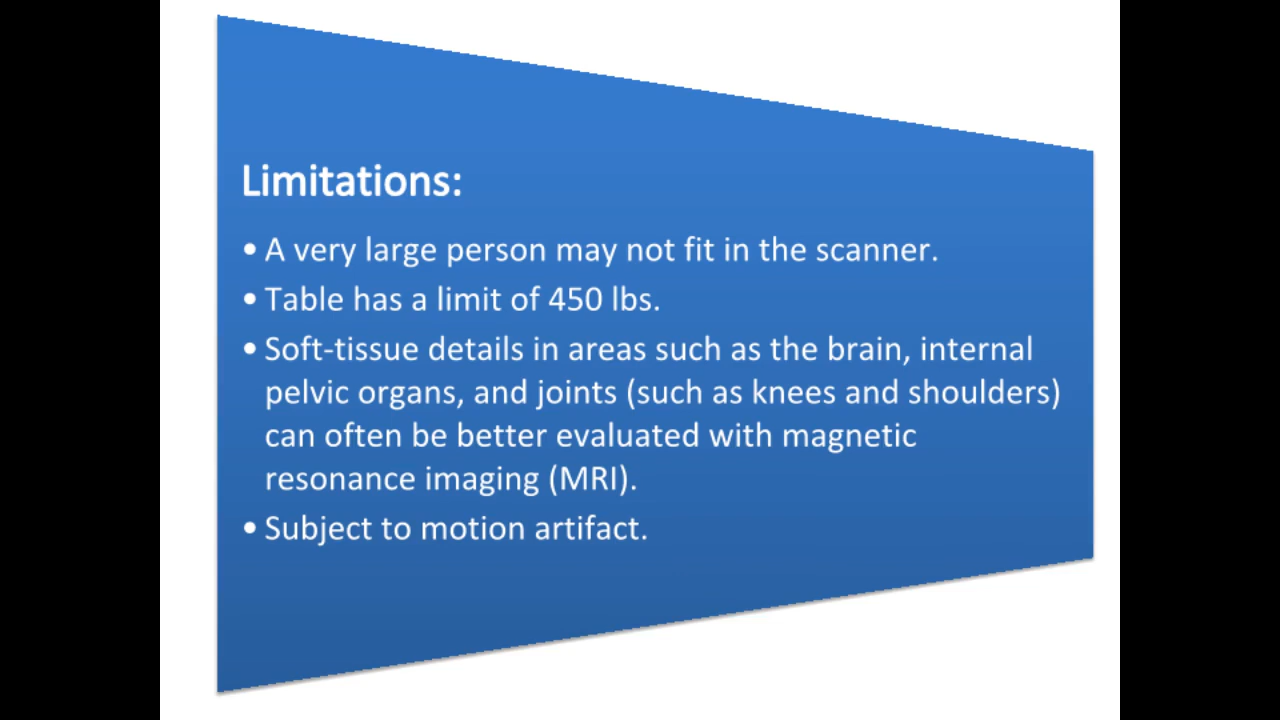 Limitations:
• A very large person may not fit in the scanner.
• Table has a limit of 450 lbs.
• Soft-tissue details in areas such as the brain, internal
pelvic organs, and joints (such as knees and shoulders)
can often be better evaluated with magnetic
resonance imaging (MRI).
• Subject to motion artifact.